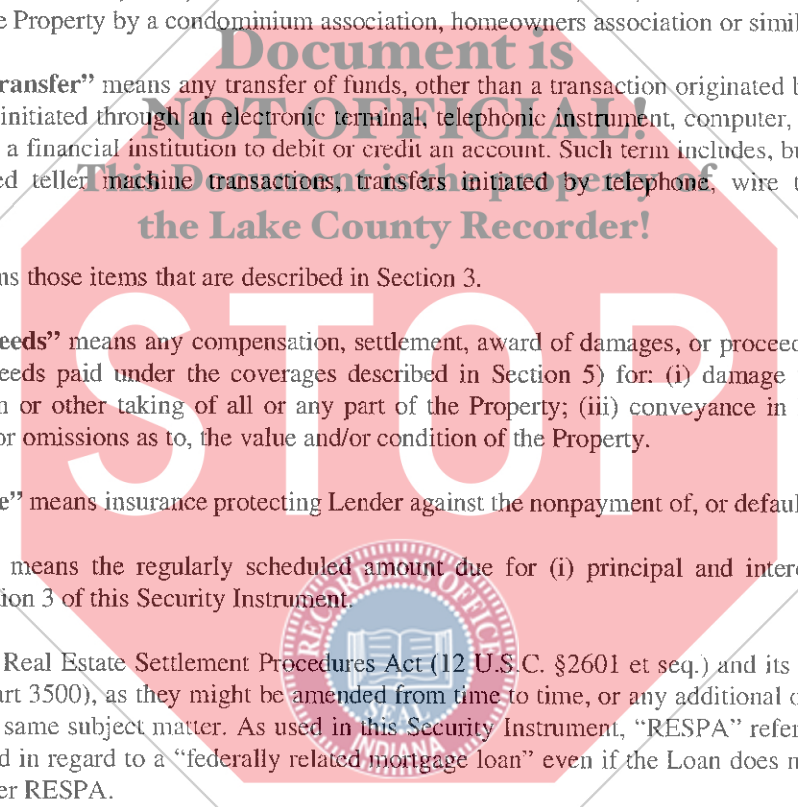 e Property by a condominium association, homeowners association or simil
Document is
ransfer” means any transfer of funds, other than a transaction originated b
NOT OFFICIAL!
initiated through an electronic terminal, telephonic instrument, computer,
a financial institution to debit or credit an account. Such term includes, bu
ed teller machine transactions, transfers initiated by telephone, wire t
This Document is the property of
the Lake County Recorder!
ns those items that are described in Section 3.
eeds” means any compensation, settlement, award of damages, or proceed
eeds paid under the coverages described in Section 5) for: (i) damage
n or other taking of all or any part of the Property; (iii) conveyance in
or omissions as to, the value and/or condition of the Property.
STOP
e” means insurance protecting Lender against the nonpayment of, or defaul
means the regularly scheduled amount due for (i) principal and intere
ion 3 of this Security Instrument.
RECORDER'S OFFICE
SEAL
INDIANA
Real Estate Settlement Procedures Act (12 U.S.C. §2601 et seq.) and its
art 3500), as they might be amended from time to time, or any additional o
same subject matter. As used in this Security Instrument, “RESPA” refer
d in regard to a “federally related mortgage loan” even if the Loan does n
er RESPA.